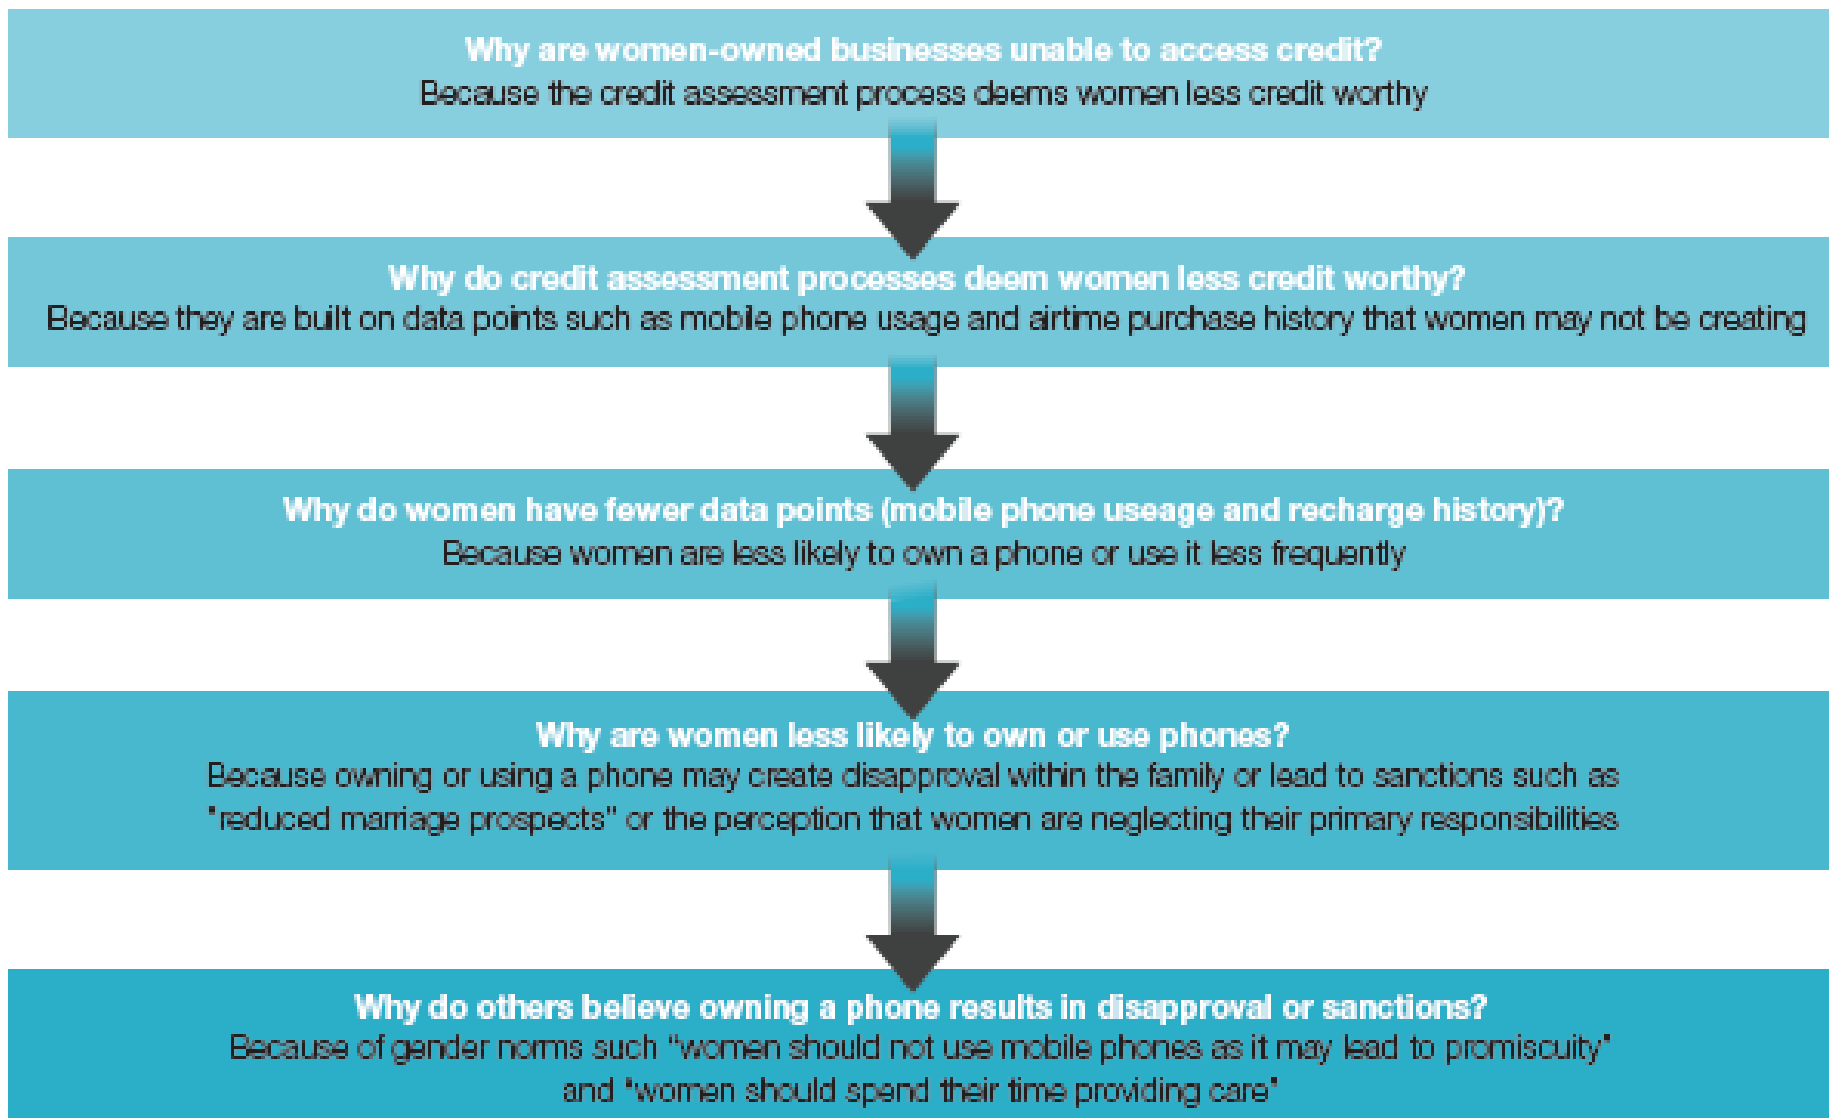 Why are women-owned businesses unable to access credit?
Because the credit assessment process deems women less credit worthy
Why do credit assessment processes deem women less credit worthy?
Because they are built on data points such as mobile phone usage and airtime purchase history that women may not be creating
Why do women have fewer data points (mobile phone useage and recharge history)?
Because women are less likely to own a phone or use it less frequently
Why are women less likely to own or use phones?
Because owning or using a phone may create disapproval within the family or lead to sanctions such as
"reduced marriage prospects" or the perception that women are neglecting their primary responsibilities
Why do others believe owning a phone results in disapproval or sanctions?
Because of gender norms such "women should not use mobile phones as it may lead to promiscuity"
and "women should spend their time providing care"